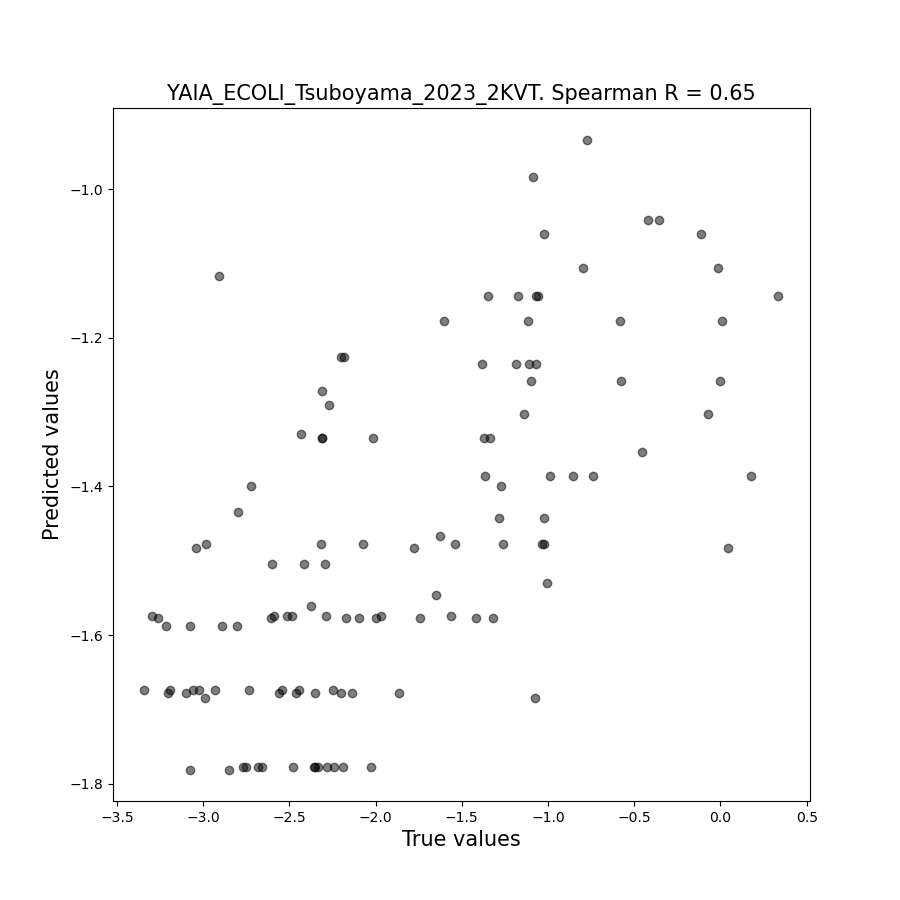 YAIA_ECOLI_Tsuboyama_2023_2KVT. Spearman R = 0.65
Predicted values
−1.0
−1.2
−1.4
−1.6
−1.8
−3.5 −3.0 −2.5 −2.0 −1.5 −1.0 −0.5 0.0 0.5
True values